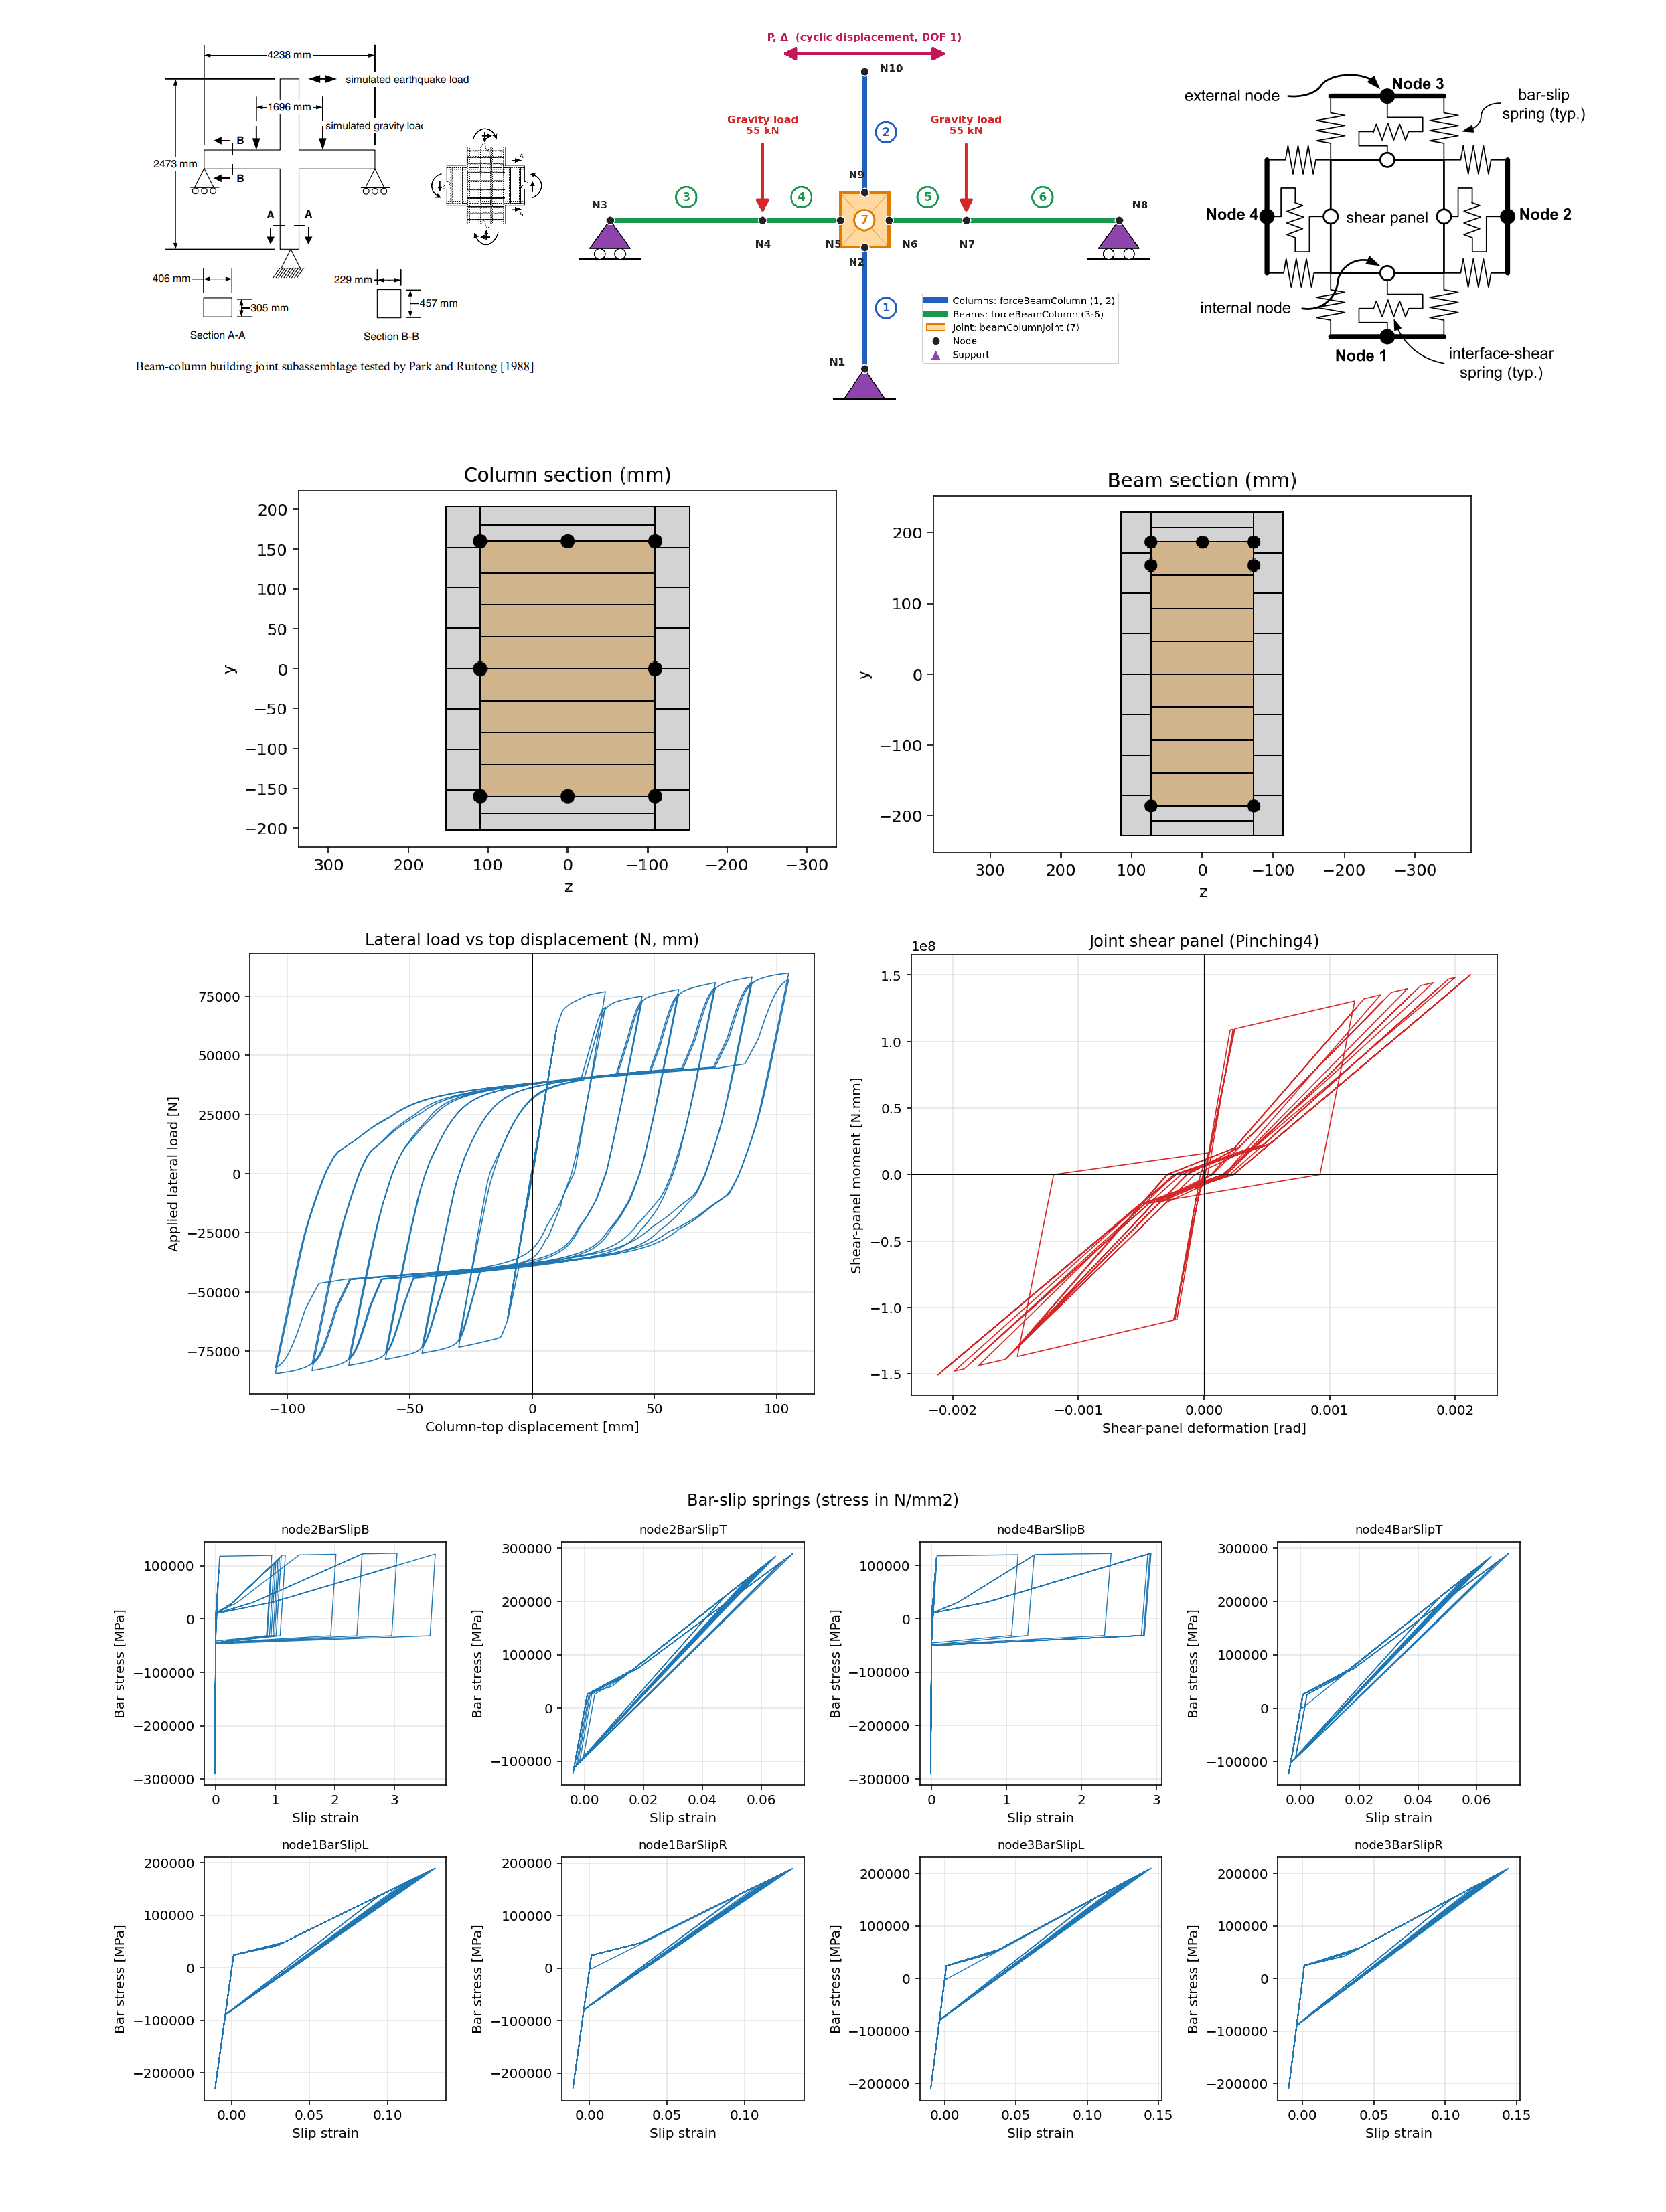 4238 mm
simulated earthquake load
1696 mm
simulated gravity load
B
B
2473 mm
A
A
406 mm
305 mm
Section A-A
229 mm
457 mm
Section B-B
A
A
Beam-column building joint subassemblage tested by Park and Ruitong [1988]
P, Δ (cyclic displacement, DOF 1)
N10
Gravity load
55 kN
Gravity load
55 kN
2
N9
N3
3
4
7
5
6
N8
N4
N5
N6
N7
N2
1
N1
Columns: forceBeamColumn (1, 2)
Beams: forceBeamColumn (3-6)
Joint: beamColumnJoint (7)
Node
Support
external node
Node 3
bar-slip
spring (typ.)
Node 4
shear panel
Node 2
internal node
Node 1
interface-shear
spring (typ.)
Column section (mm)
200
150
100
50
0
−50
−100
−150
−200
y
300 200 100 0 −100 −200 −300
z
Beam section (mm)
200
100
0
−100
−200
y
300 200 100 0 −100 −200 −300
z
Lateral load vs top displacement (N, mm)
75000
50000
25000
0
−25000
−50000
−75000
Applied lateral load [N]
−100 −50 0 50 100
Column-top displacement [mm]
Joint shear panel (Pinching4)
1e8
1.5
1.0
0.5
0.0
−0.5
−1.0
−1.5
Shear-panel moment [N.mm]
−0.002 −0.001 0.000 0.001 0.002
Shear-panel deformation [rad]
Bar-slip springs (stress in N/mm2)
node2BarSlipB
100000
0
−100000
−200000
−300000
Bar stress [MPa]
0 1 2 3
Slip strain
node2BarSlipT
300000
200000
100000
0
−100000
Bar stress [MPa]
0.00 0.02 0.04 0.06
Slip strain
node4BarSlipB
100000
0
−100000
−200000
−300000
Bar stress [MPa]
0 1 2 3
Slip strain
node4BarSlipT
300000
200000
100000
0
−100000
Bar stress [MPa]
0.00 0.02 0.04 0.06
Slip strain
node1BarSlipL
200000
100000
0
−100000
−200000
Bar stress [MPa]
0.00 0.05 0.10
Slip strain
node1BarSlipR
200000
100000
0
−100000
−200000
Bar stress [MPa]
0.00 0.05 0.10
Slip strain
node3BarSlipL
200000
100000
0
−100000
−200000
Bar stress [MPa]
0.00 0.05 0.10 0.15
Slip strain
node3BarSlipR
200000
100000
0
−100000
−200000
Bar stress [MPa]
0.00 0.05 0.10 0.15
Slip strain